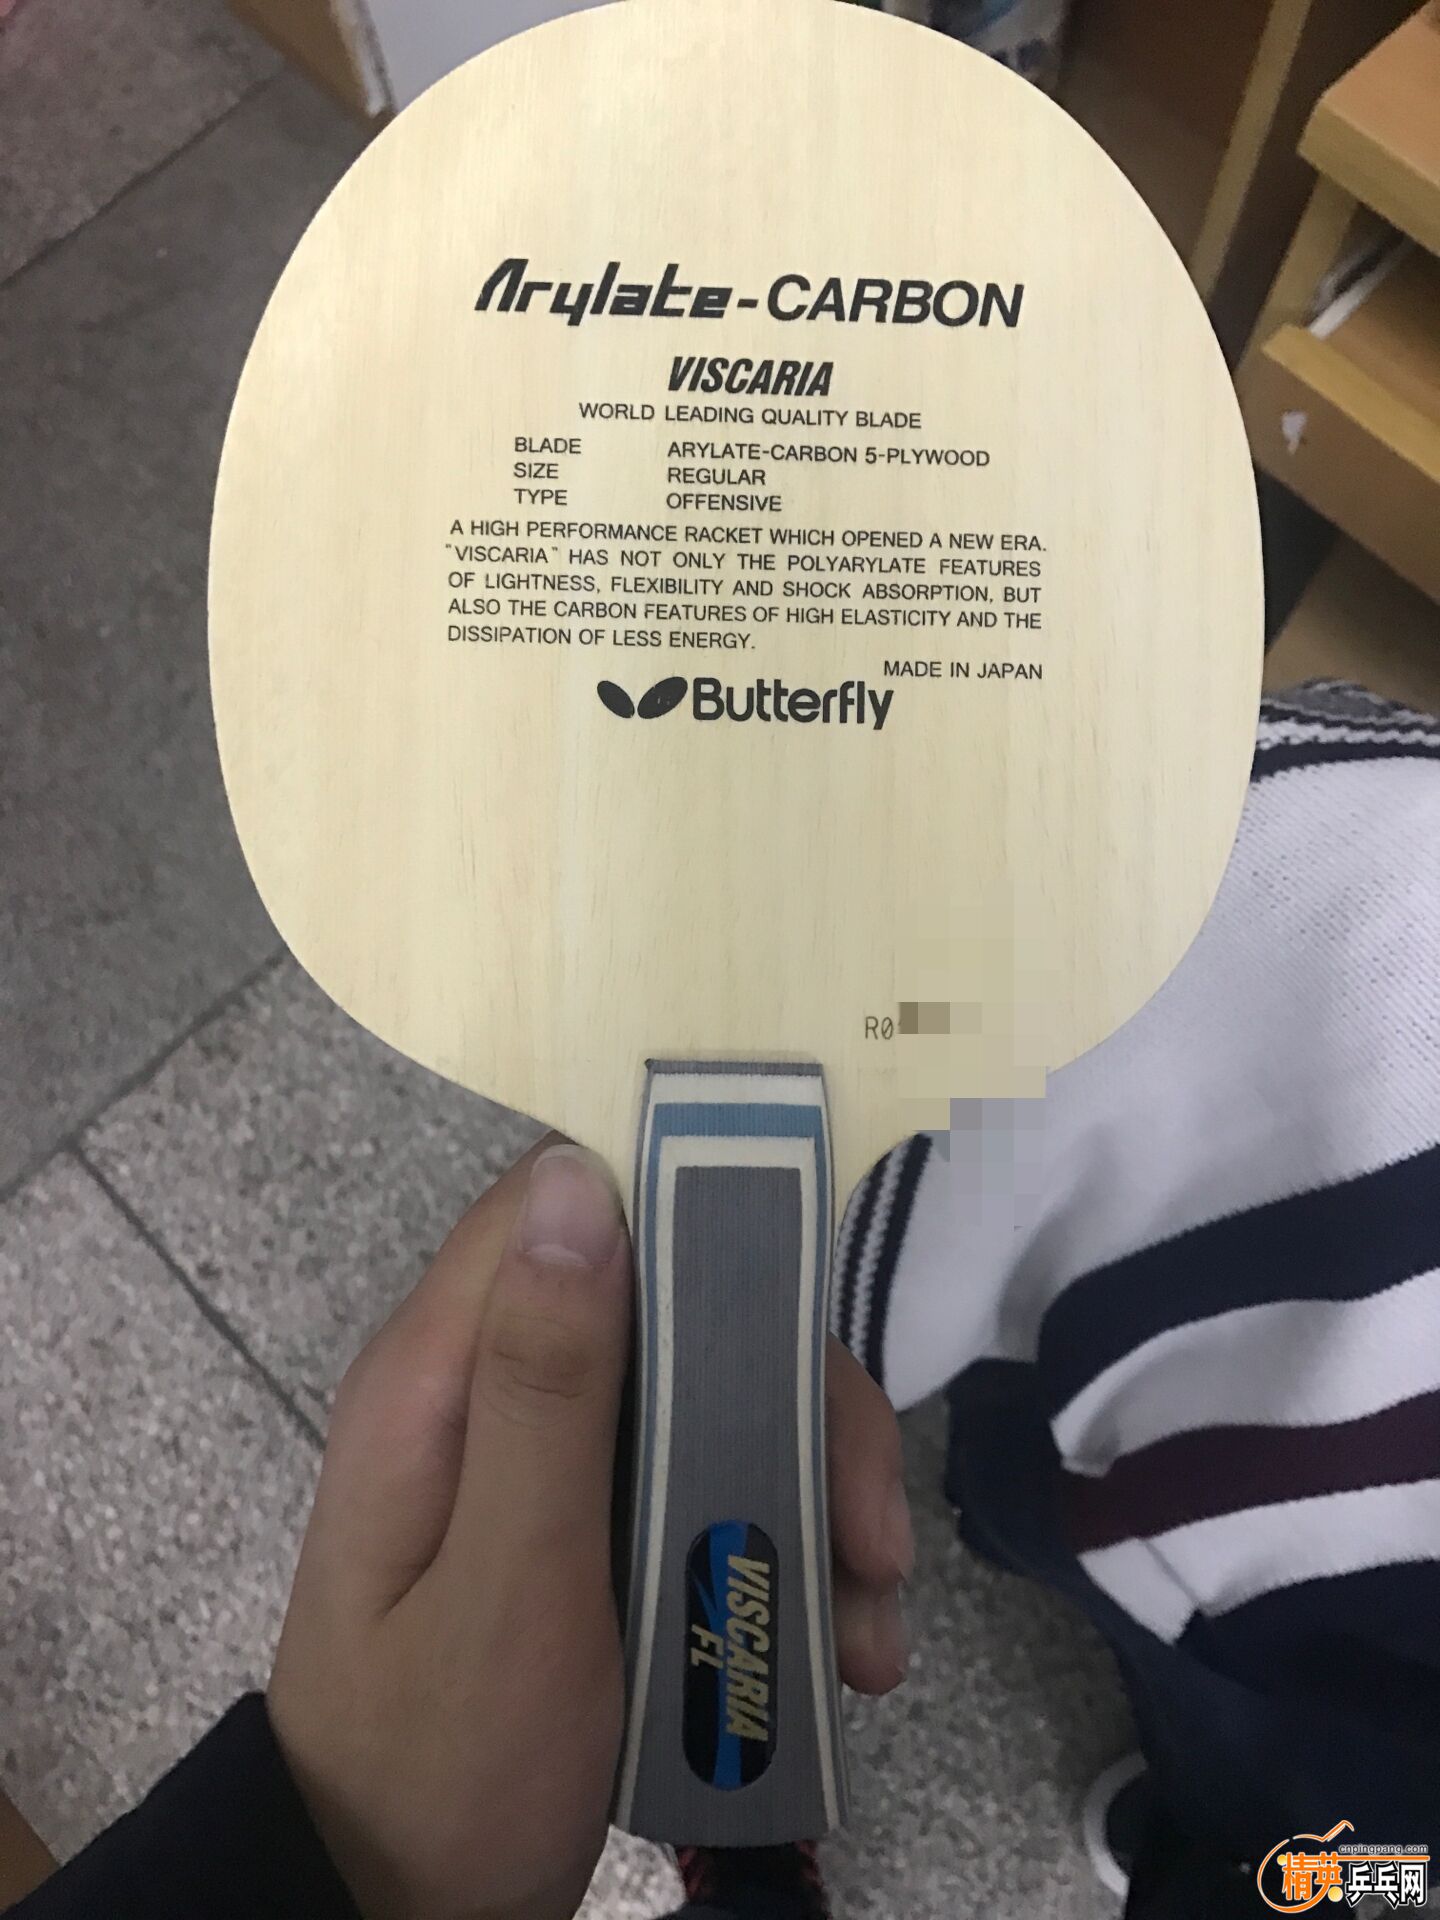 Arylate-CARBON
VISCARIA
WORLD LEADING QUALITY BLADE
BLADE ARYLATE-CARBON 5-PLYWOOD
SIZE REGULAR
TYPE OFFENSIVE
A HIGH PERFORMANCE RACKET WHICH OPENED A NEW ERA.
"VISCARIA" HAS NOT ONLY THE POLYARYLATE FEATURES
OF LIGHTNESS, FLEXIBILITY AND SHOCK ABSORPTION, BUT
ALSO THE CARBON FEATURES OF HIGH ELASTICITY AND THE
DISSIPATION OF LESS ENERGY.
MADE IN JAPAN
Butterfly
R0
VISCARIA
FL
cnpingpang.com
精英乒乓网